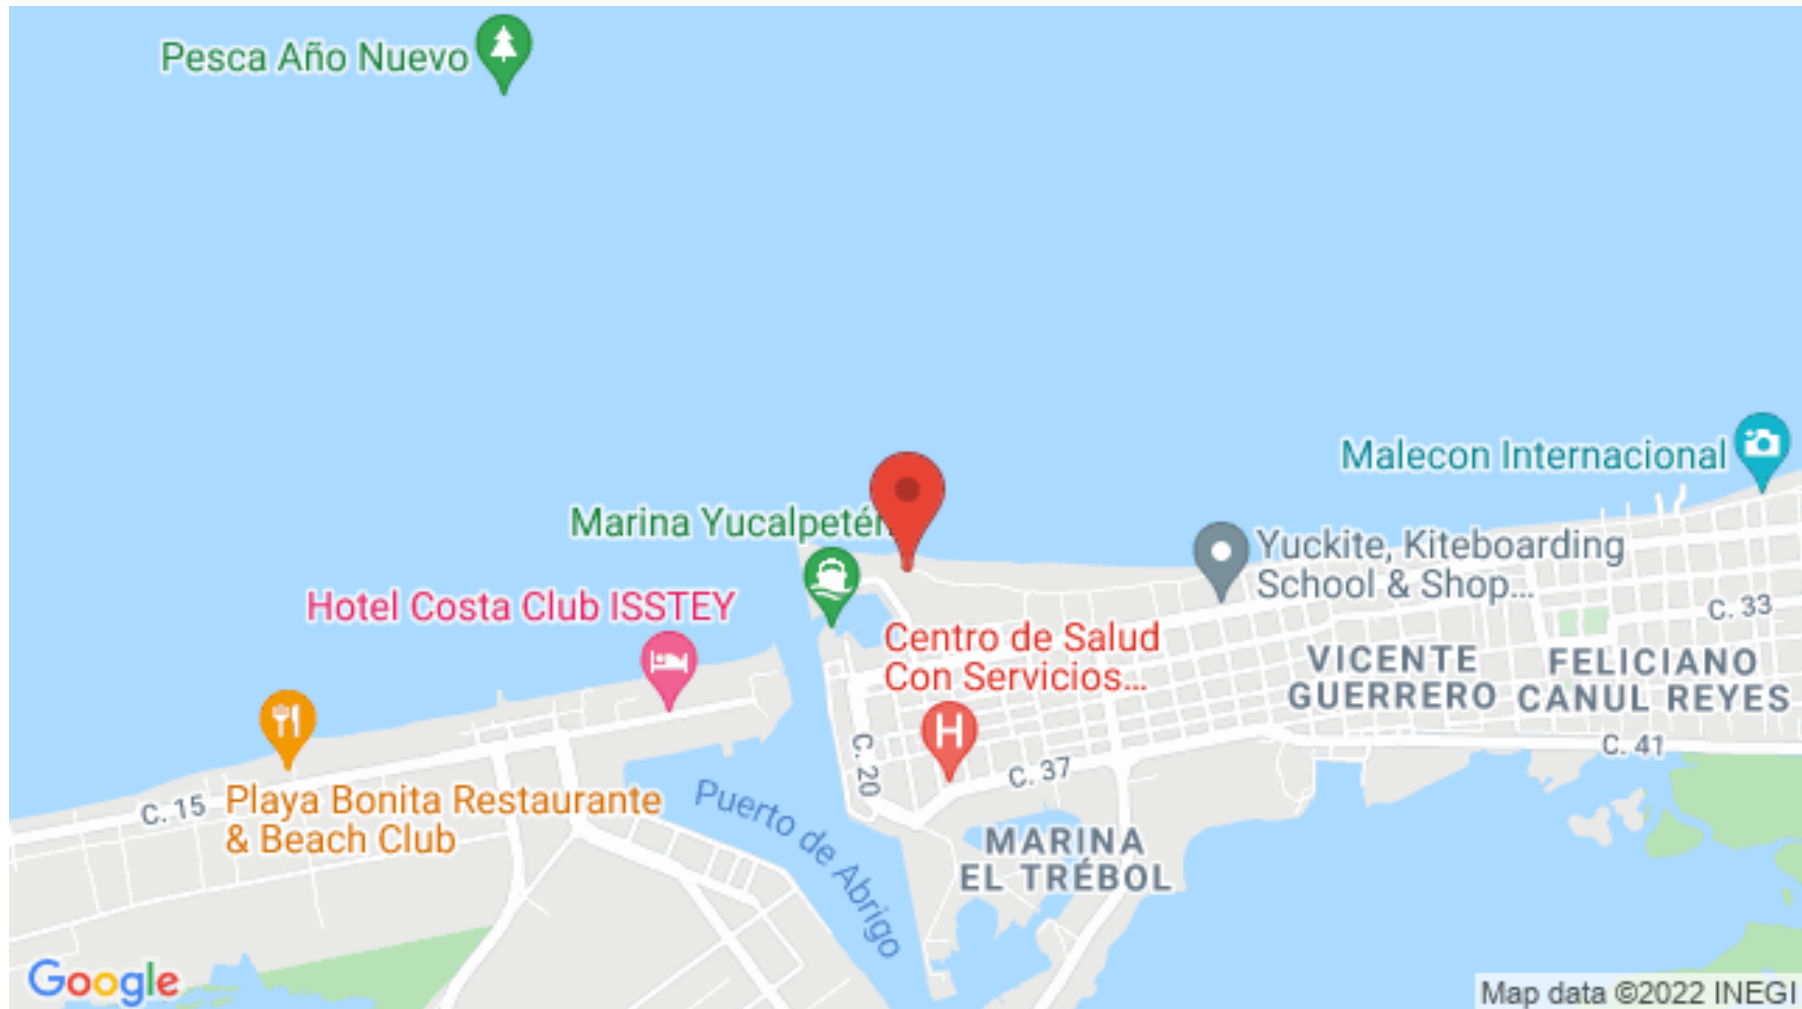 Pesca Año Nuevo
Malecon Internacional
Marina Yucalpetén
Yuckite, Kiteboarding
School & Shop...
Hotel Costa Club ISSTEY
C. 33
Centro de Salud
Con Servicios...
VICENTE
GUERRERO
FELICIANO
CANUL REYES
H
C. 41
C. 20
C. 37
C. 15
Playa Bonita Restaurante
& Beach Club
Puerto de Abrigo
MARINA
EL TRÉBOL
Google
Map data ©2022 INEGI